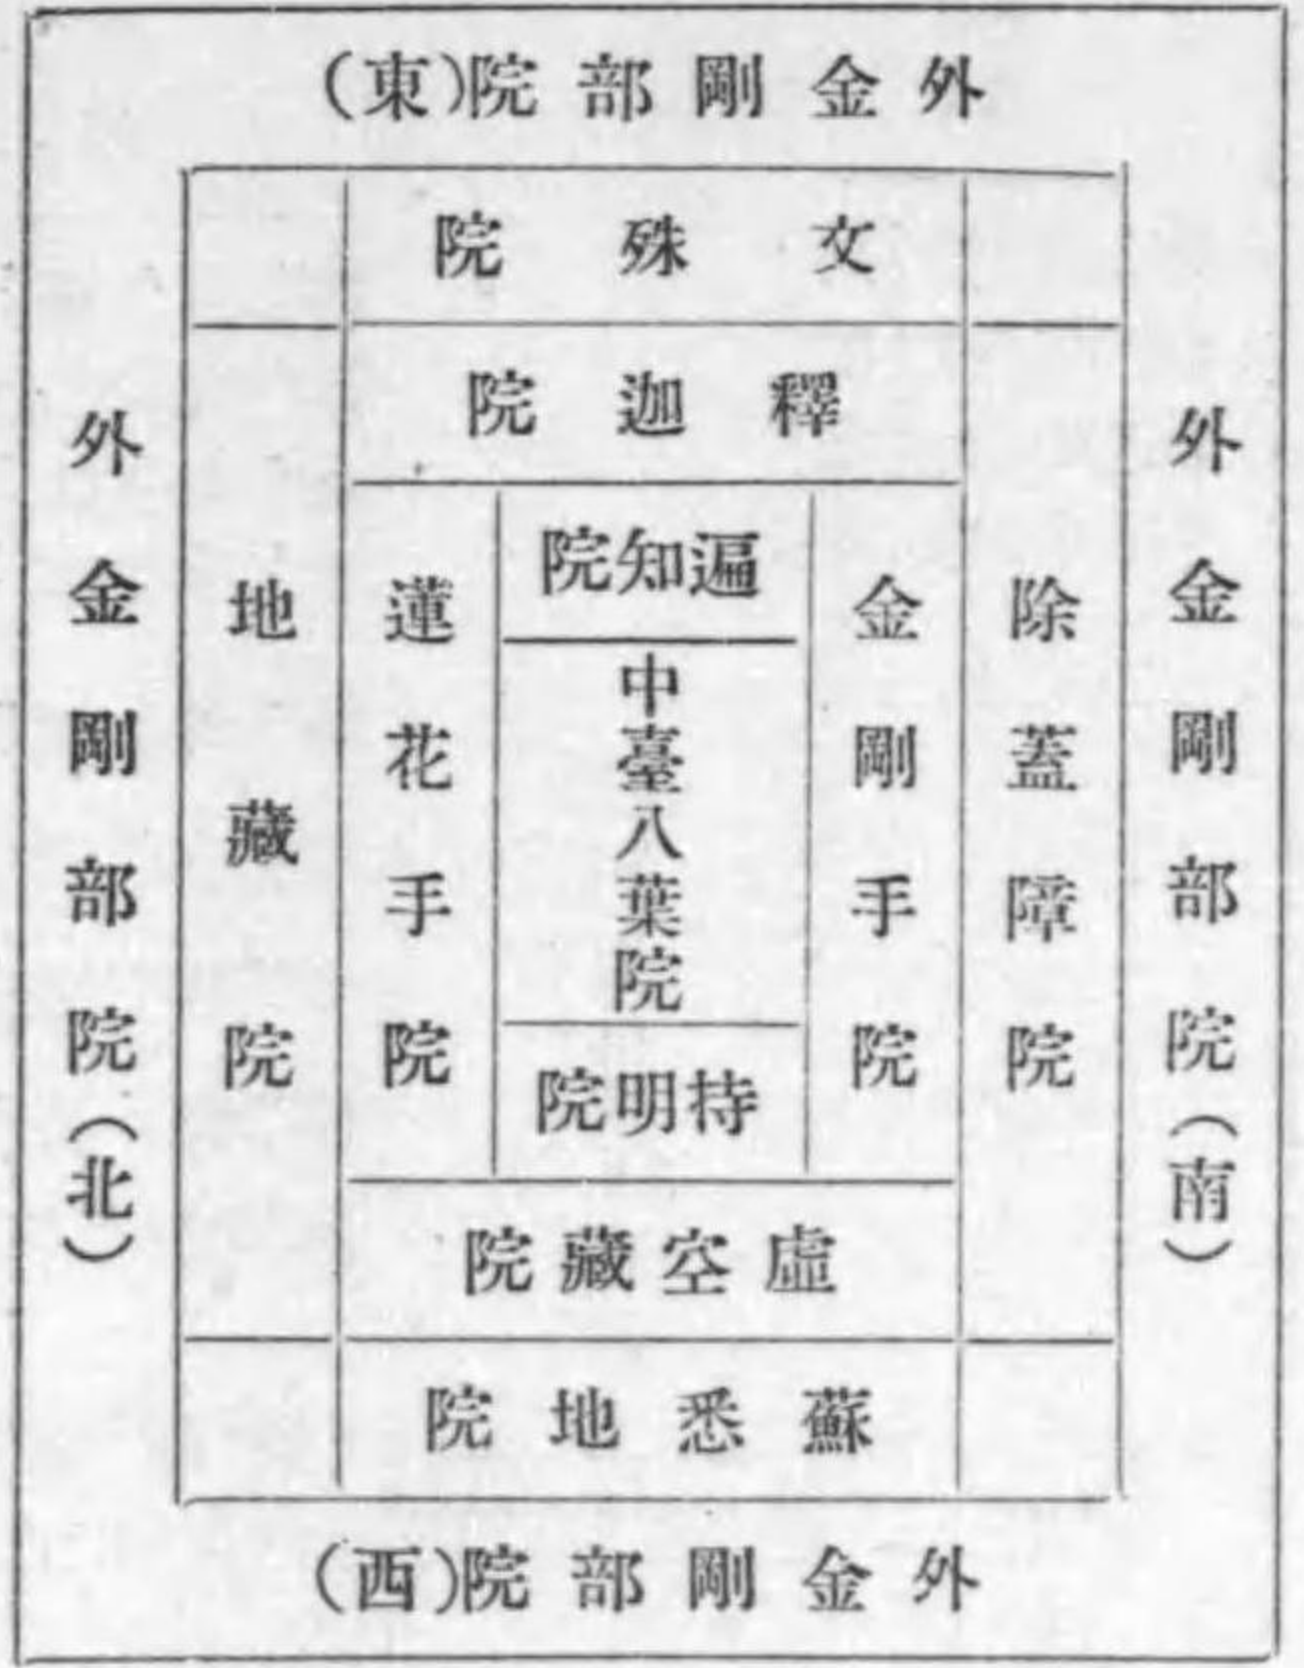 外金剛部院(東)
文殊院
釋迦院
遍知院
外金剛部院(南)
除蓋障院
金剛手院
中臺八葉院
蓮花手院
地藏院
外金剛部院(北)
持明院
虛空藏院
蘇悉地院
外金剛部院(西)